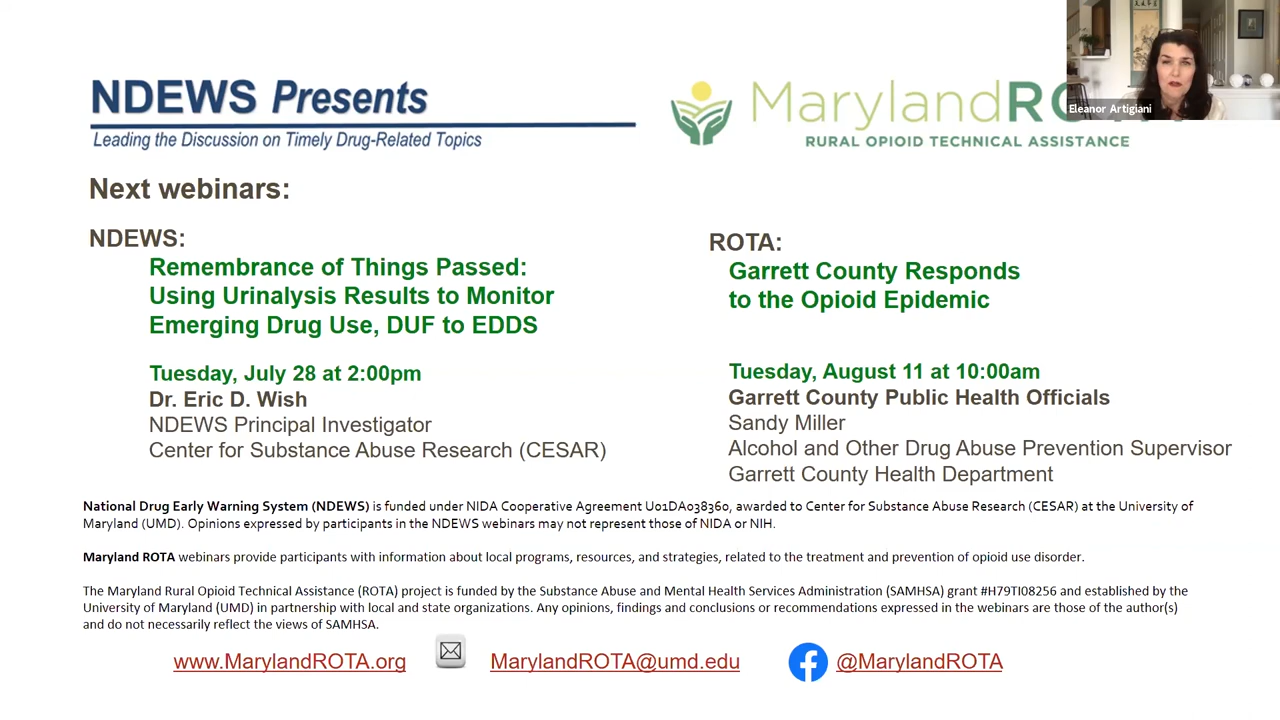 NDEWS Presents
Leading the Discussion on Timely Drug-Related Topics
MarylandRO
RURAL OPIOID TECHNICAL ASSISTANCE
Eleanor Artigiani
Next webinars:
NDEWS:
Remembrance of Things Passed:
Using Urinalysis Results to Monitor
Emerging Drug Use, DUF to EDDS
Tuesday, July 28 at 2:00pm
Dr. Eric D. Wish
NDEWS Principal Investigator
Center for Substance Abuse Research (CESAR)
ROTA:
Garrett County Responds
to the Opioid Epidemic
Tuesday, August 11 at 10:00am
Garrett County Public Health Officials
Sandy Miller
Alcohol and Other Drug Abuse Prevention Supervisor
Garrett County Health Department
National Drug Early Warning System (NDEWS) is funded under NIDA Cooperative Agreement U01DA038360, awarded to Center for Substance Abuse Research (CESAR) at the University of
Maryland (UMD). Opinions expressed by participants in the NDEWS webinars may not represent those of NIDA or NIH.
Maryland ROTA webinars provide participants with information about local programs, resources, and strategies, related to the treatment and prevention of opioid use disorder.
The Maryland Rural Opioid Technical Assistance (ROTA) project is funded by the Substance Abuse and Mental Health Services Administration (SAMHSA) grant #H79TI08256 and established by the
University of Maryland (UMD) in partnership with local and state organizations. Any opinions, findings and conclusions or recommendations expressed in the webinars are those of the author(s)
and do not necessarily reflect the views of SAMHSA.
www.MarylandROTA.org
MarylandROTA@umd.edu
@MarylandROTA